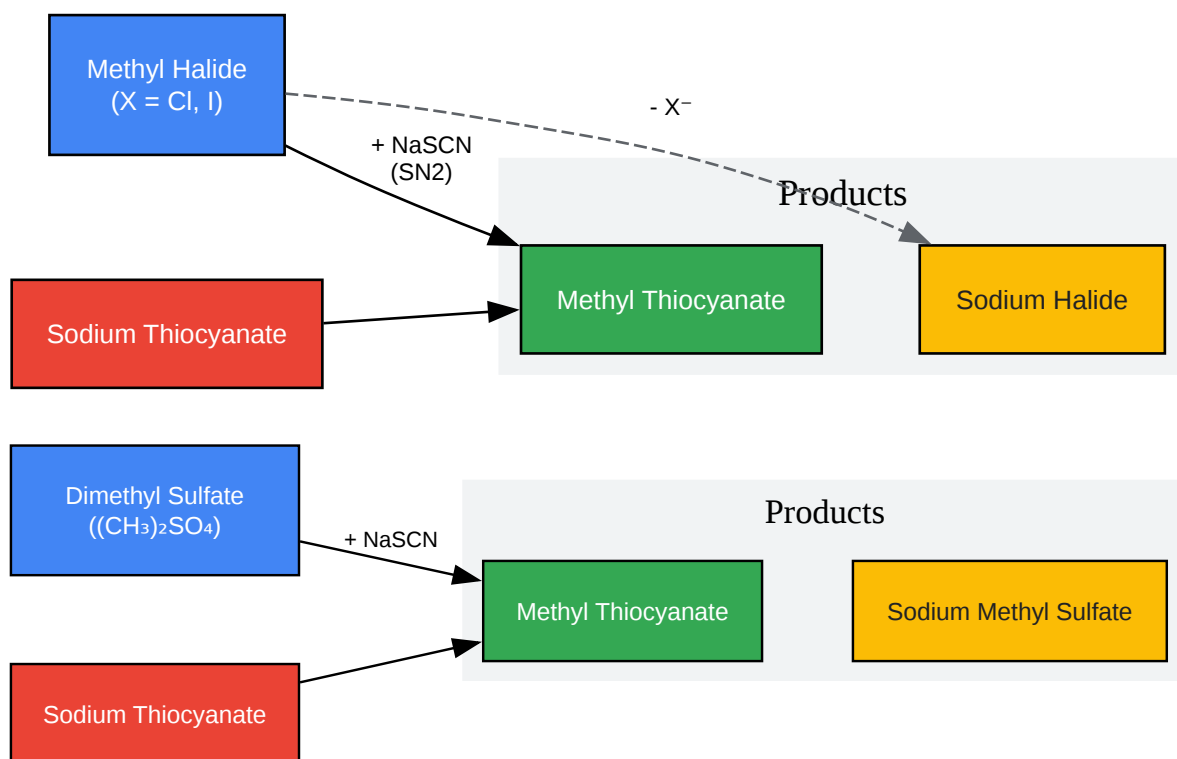 Methyl Halide
(X = Cl, I)
- X⁻
+ NaSCN
(SN2)
Products
Methyl Thiocyanate
Sodium Halide
Sodium Thiocyanate
Dimethyl Sulfate
((CH₃)₂SO₄)
+ NaSCN
Products
Methyl Thiocyanate
Sodium Methyl Sulfate
Sodium Thiocyanate